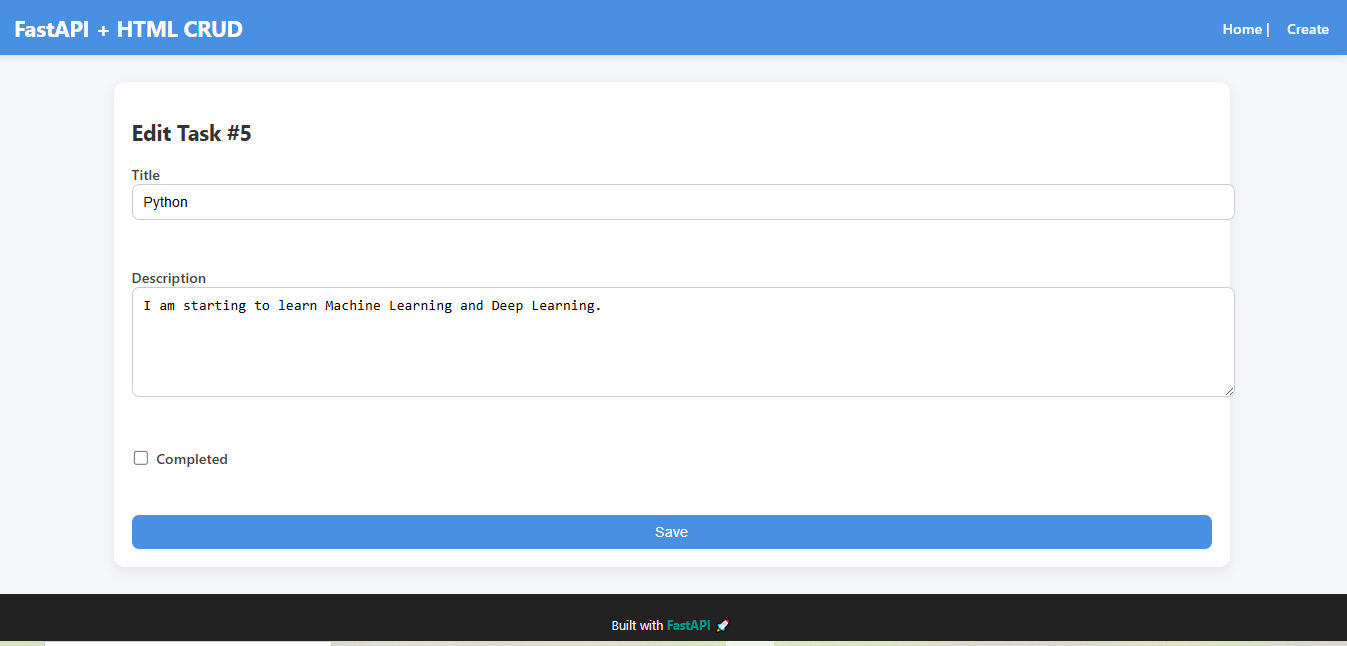 FastAPI + HTML CRUD
Home | Create
Edit Task #5
Title
Python
Description
I am starting to learn Machine Learning and Deep Learning.
Completed
Save
Built with FastAPI 🚀